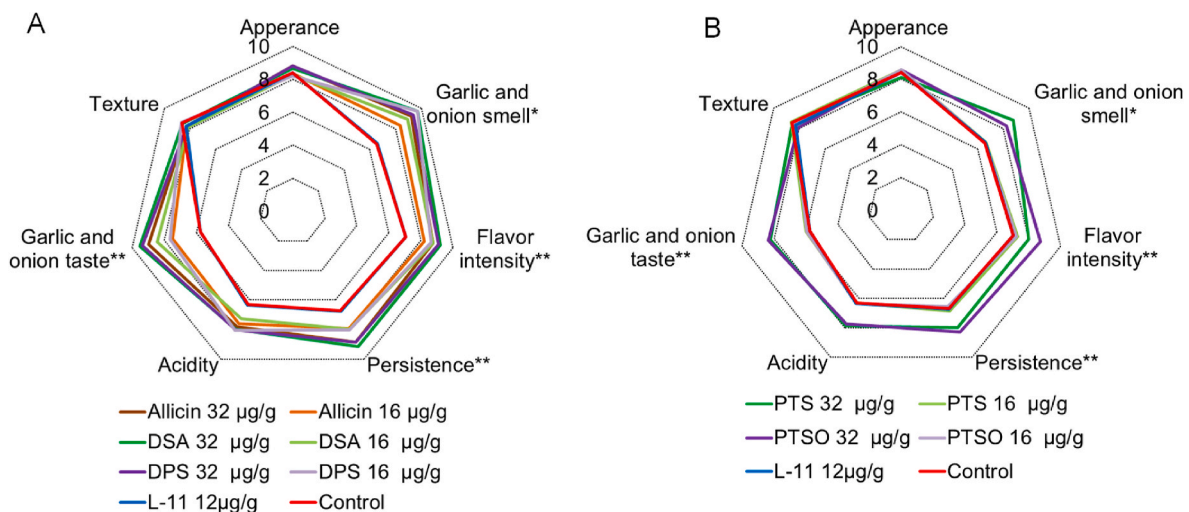 A
Apperance
10
8
6
4
2
0
Garlic and
onion smell*
Flavor
intensity**
Persistence**
Acidity
Garlic and
onion taste**
Texture
Allicin 32 µg/g
Allicin 16 µg/g
DSA 32 µg/g
DSA 16 µg/g
DPS 32 µg/g
DPS 16 µg/g
L-11 12µg/g
Control
B
Apperance
10
8
6
4
2
0
Garlic and onion
smell*
Flavor
intensity**
Persistence**
Acidity
Garlic and onion
taste**
Texture
PTS 32 µg/g
PTS 16 µg/g
PTSO 32 µg/g
PTSO 16 µg/g
L-11 12µg/g
Control